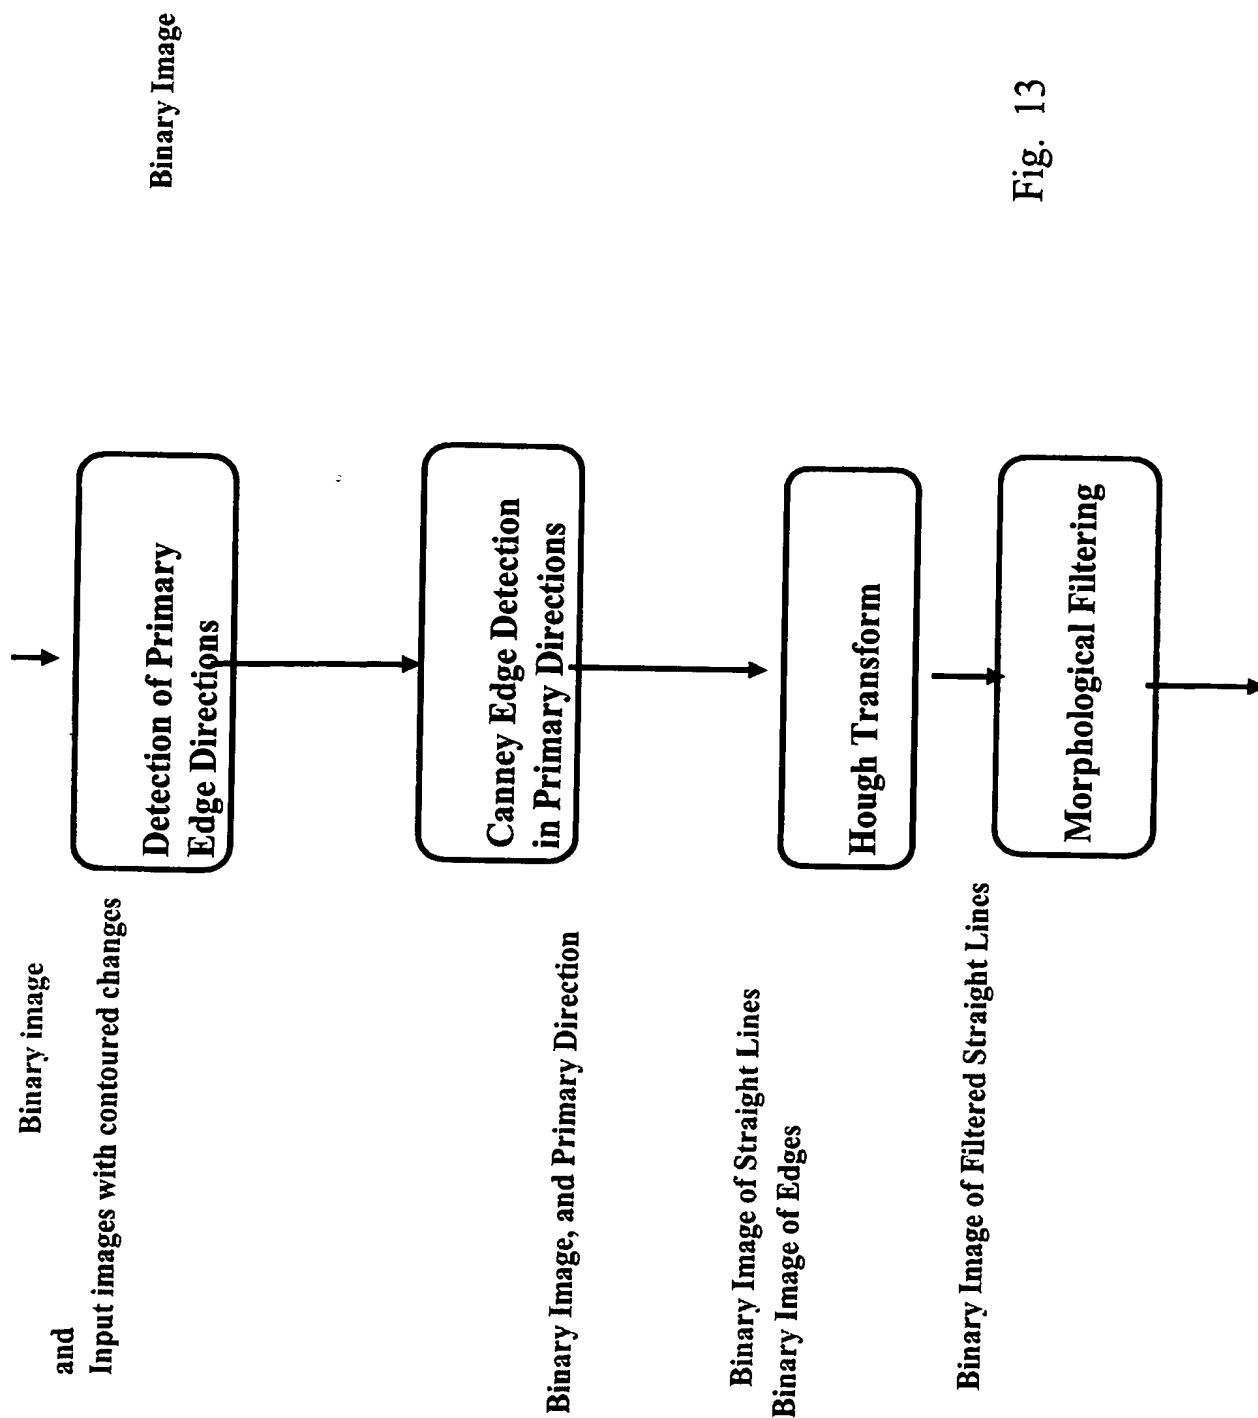 Binary image
and
Input images with contoured changes
Detection of Primary
Edge Directions
Binary Image
Binary Image, and Primary Direction
Canney Edge Detection
in Primary Directions
Binary Image of Straight Lines
Binary Image of Edges
Hough Transform
Binary Image of Filtered Straight Lines
Morphological Filtering
Fig. 13